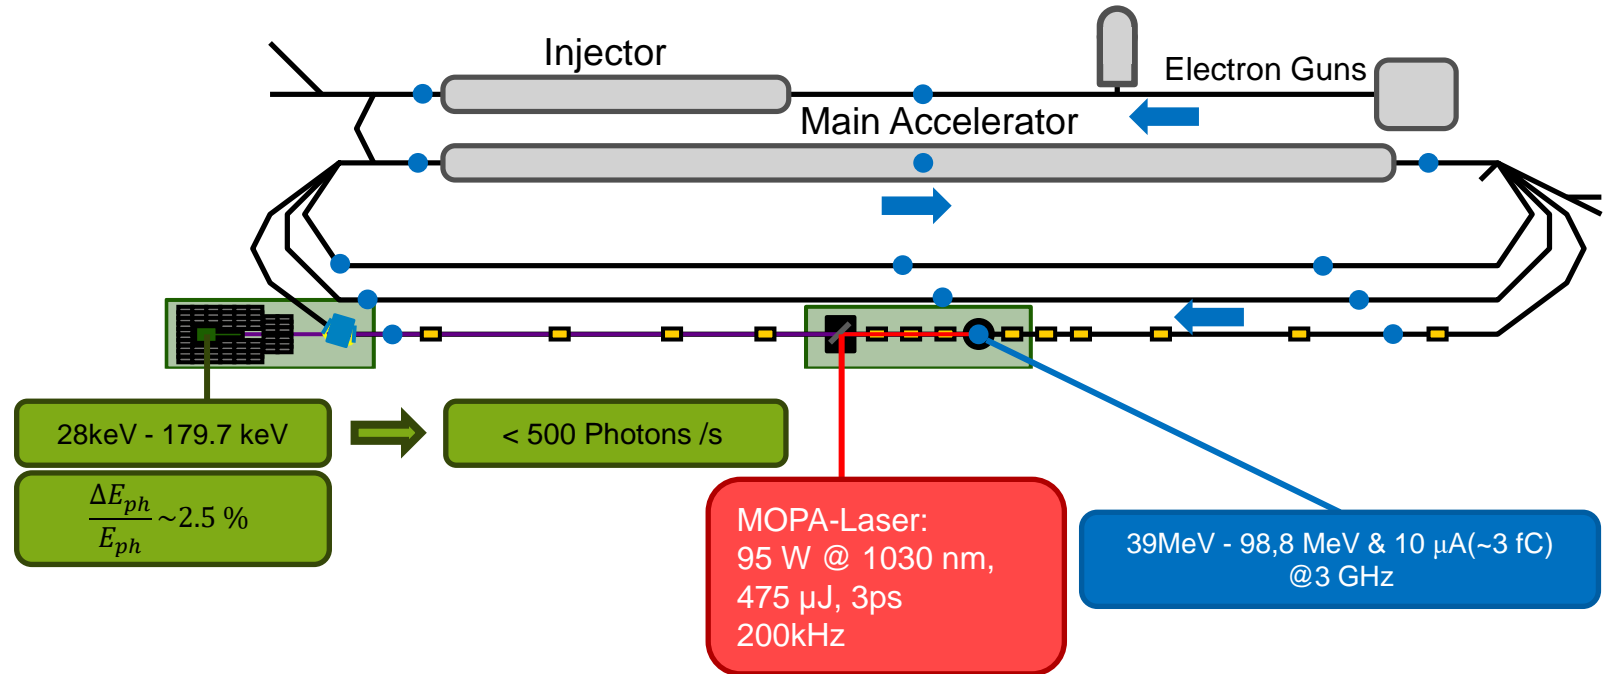 Injector
Electron Guns
Main Accelerator
28keV - 179.7 keV
< 500 Photons /s
ΔE_ph/E_ph ~2.5 %
MOPA-Laser:
95 W @ 1030 nm,
475 µJ, 3ps
200kHz
39MeV - 98,8 MeV & 10 µA(~3 fC)
@3 GHz